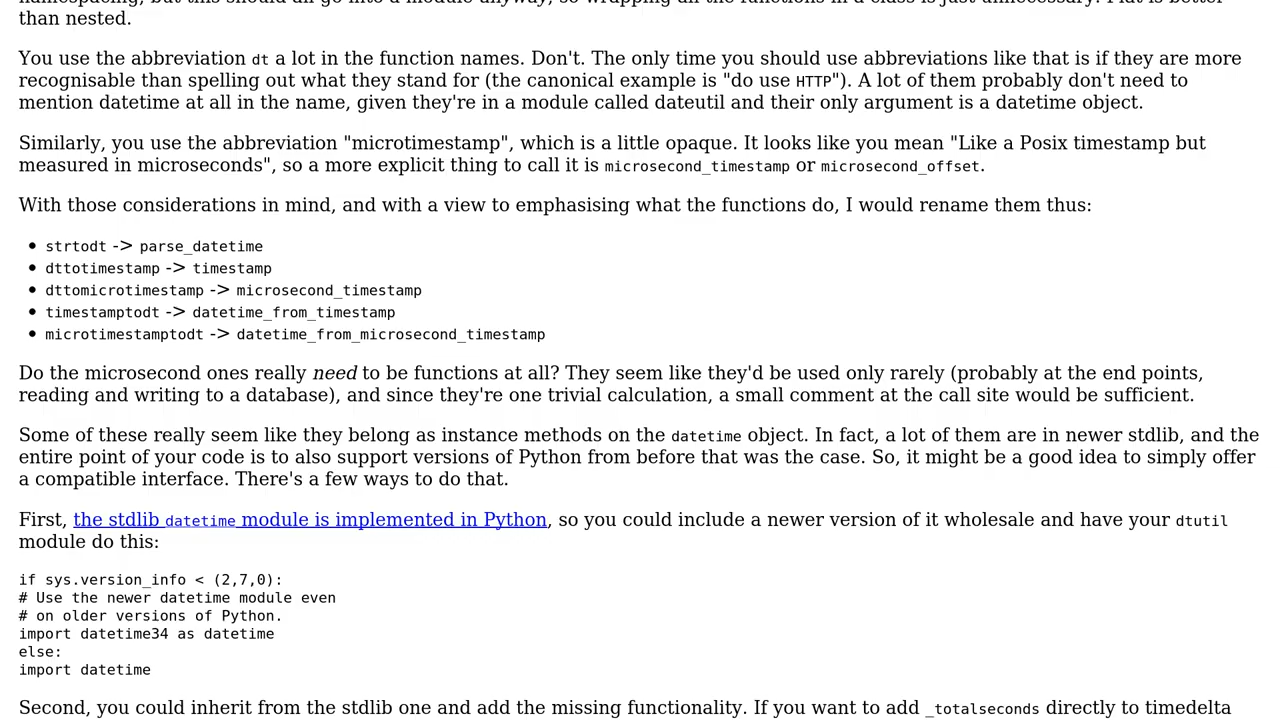 than nested.
You use the abbreviation dt a lot in the function names. Don't. The only time you should use abbreviations like that is if they are more
recognisable than spelling out what they stand for (the canonical example is "do use HTTP"). A lot of them probably don't need to
mention datetime at all in the name, given they're in a module called dateutil and their only argument is a datetime object.
Similarly, you use the abbreviation "microtimestamp", which is a little opaque. It looks like you mean "Like a Posix timestamp but
measured in microseconds", so a more explicit thing to call it is microsecond_timestamp or microsecond_offset.
With those considerations in mind, and with a view to emphasising what the functions do, I would rename them thus:
• strtodt -> parse_datetime
• dttotimestamp -> timestamp
• dttomicrotimestamp -> microsecond_timestamp
• timestamptodt -> datetime_from_timestamp
• microtimestamptodt -> datetime_from_microsecond_timestamp
Do the microsecond ones really need to be functions at all? They seem like they'd be used only rarely (probably at the end points,
reading and writing to a database), and since they're one trivial calculation, a small comment at the call site would be sufficient.
Some of these really seem like they belong as instance methods on the datetime object. In fact, a lot of them are in newer stdlib, and the
entire point of your code is to also support versions of Python from before that was the case. So, it might be a good idea to simply offer
a compatible interface. There's a few ways to do that.
First, the stdlib datetime module is implemented in Python, so you could include a newer version of it wholesale and have your dtutil
module do this:
if sys.version_info < (2,7,0):
# Use the newer datetime module even
# on older versions of Python.
import datetime34 as datetime
else:
import datetime
Second, you could inherit from the stdlib one and add the missing functionality. If you want to add _totalseconds directly to timedelta